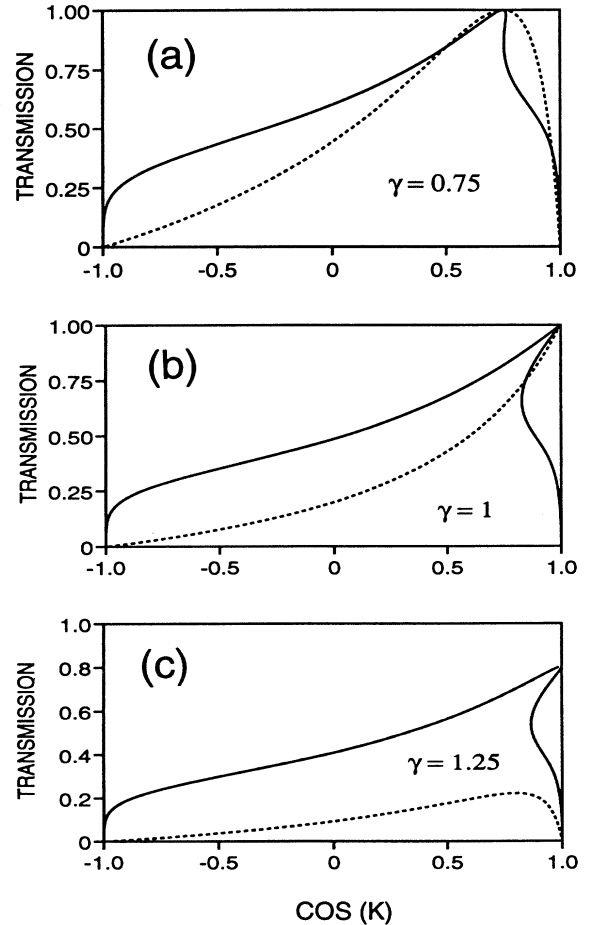 (a)
TRANSMISSION
1.00
0.75
0.50
0.25
0
γ = 0.75
-1.0 -0.5 0 0.5 1.0
(b)
TRANSMISSION
1.00
0.75
0.50
0.25
0
γ = 1
-1.0 -0.5 0 0.5 1.0
(c)
TRANSMISSION
1.0
0.8
0.6
0.4
0.2
0
γ = 1.25
-1.0 -0.5 0 0.5 1.0
COS (K)